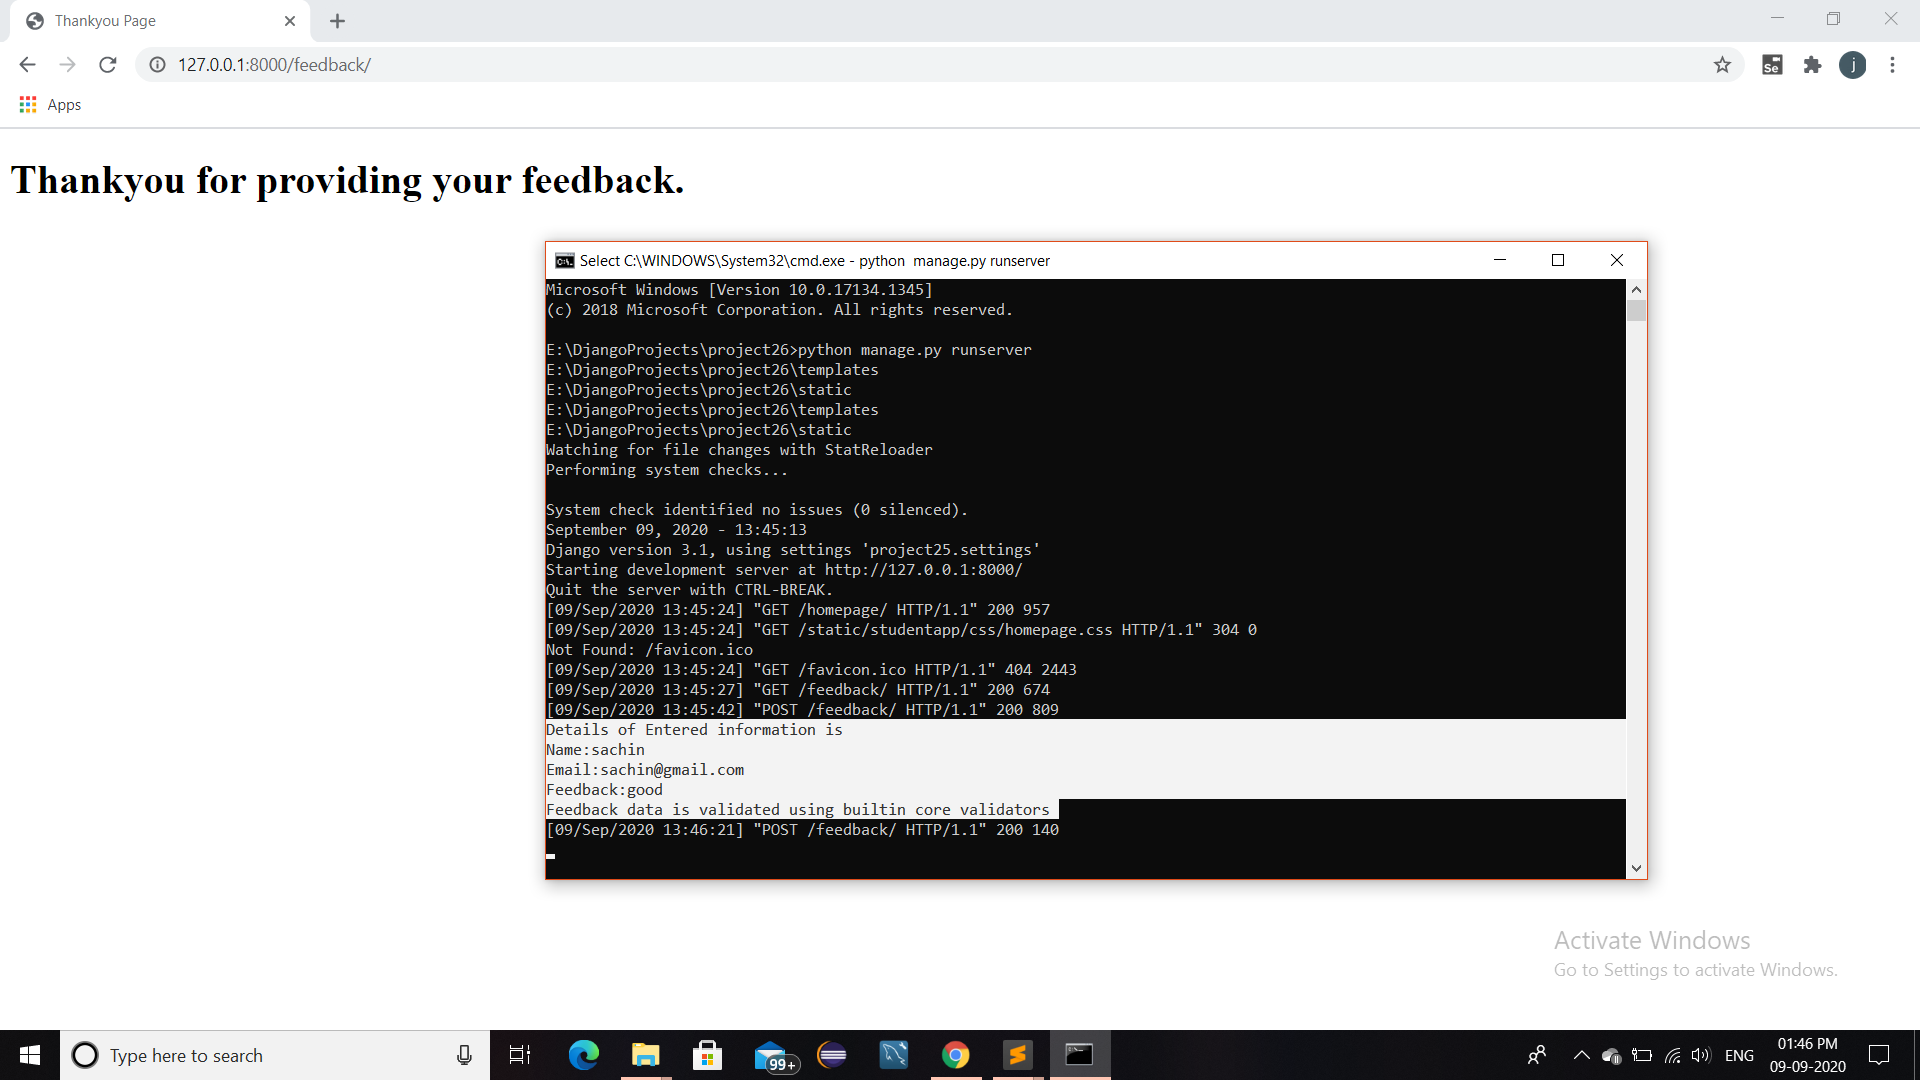 Thankyou Page
127.0.0.1:8000/feedback/
Se
j
Apps
Thankyou for providing your feedback.
C:\.
Select C:\WINDOWS\System32\cmd.exe - python  manage.py runserver
Microsoft Windows [Version 10.0.17134.1345]
(c) 2018 Microsoft Corporation. All rights reserved.
E:\DjangoProjects\project26>python manage.py runserver
E:\DjangoProjects\project26\templates
E:\DjangoProjects\project26\static
E:\DjangoProjects\project26\templates
E:\DjangoProjects\project26\static
Watching for file changes with StatReloader
Performing system checks...
System check identified no issues (0 silenced).
September 09, 2020 - 13:45:13
Django version 3.1, using settings 'project25.settings'
Starting development server at http://127.0.0.1:8000/
Quit the server with CTRL-BREAK.
[09/Sep/2020 13:45:24] "GET /homepage/ HTTP/1.1" 200 957
[09/Sep/2020 13:45:24] "GET /static/studentapp/css/homepage.css HTTP/1.1" 304 0
Not Found: /favicon.ico
[09/Sep/2020 13:45:24] "GET /favicon.ico HTTP/1.1" 404 2443
[09/Sep/2020 13:45:27] "GET /feedback/ HTTP/1.1" 200 674
[09/Sep/2020 13:45:42] "POST /feedback/ HTTP/1.1" 200 809
Details of Entered information is
Name:sachin
Email:sachin@gmail.com
Feedback:good
Feedback data is validated using builtin core validators
[09/Sep/2020 13:46:21] "POST /feedback/ HTTP/1.1" 200 140
Activate Windows
Go to Settings to activate Windows.
Type here to search
99+
ENG
01:46 PM
09-09-2020